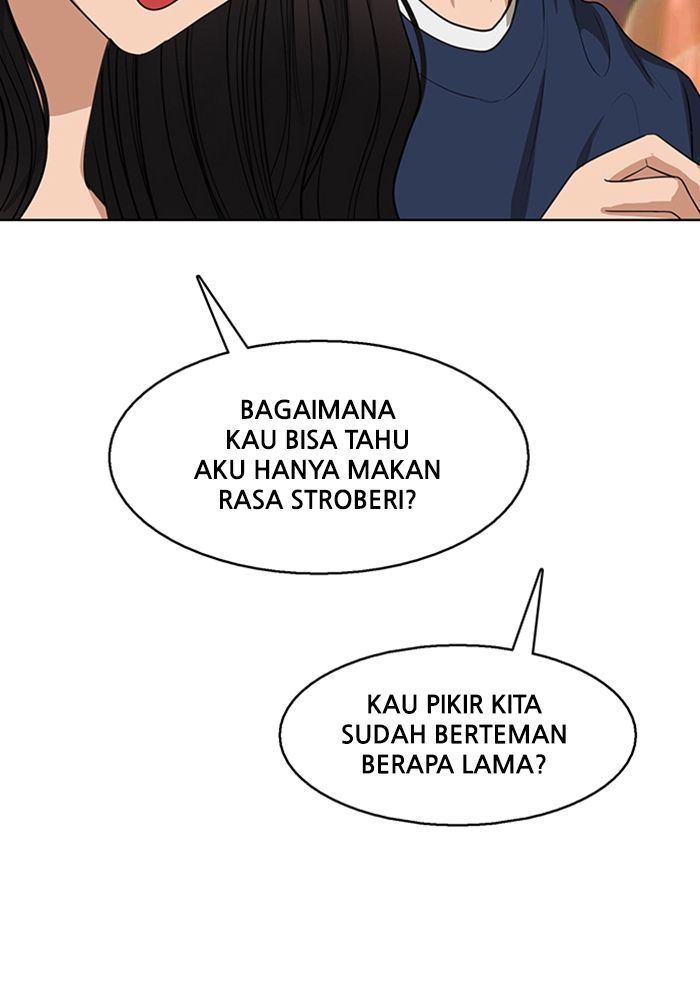 BAGAIMANA
KAU BISA TAHU
AKU HANYA MAKAN
RASA STROBERI?
KAU PIKIR KITA
SUDAH BERTEMAN
BERAPA LAMA?